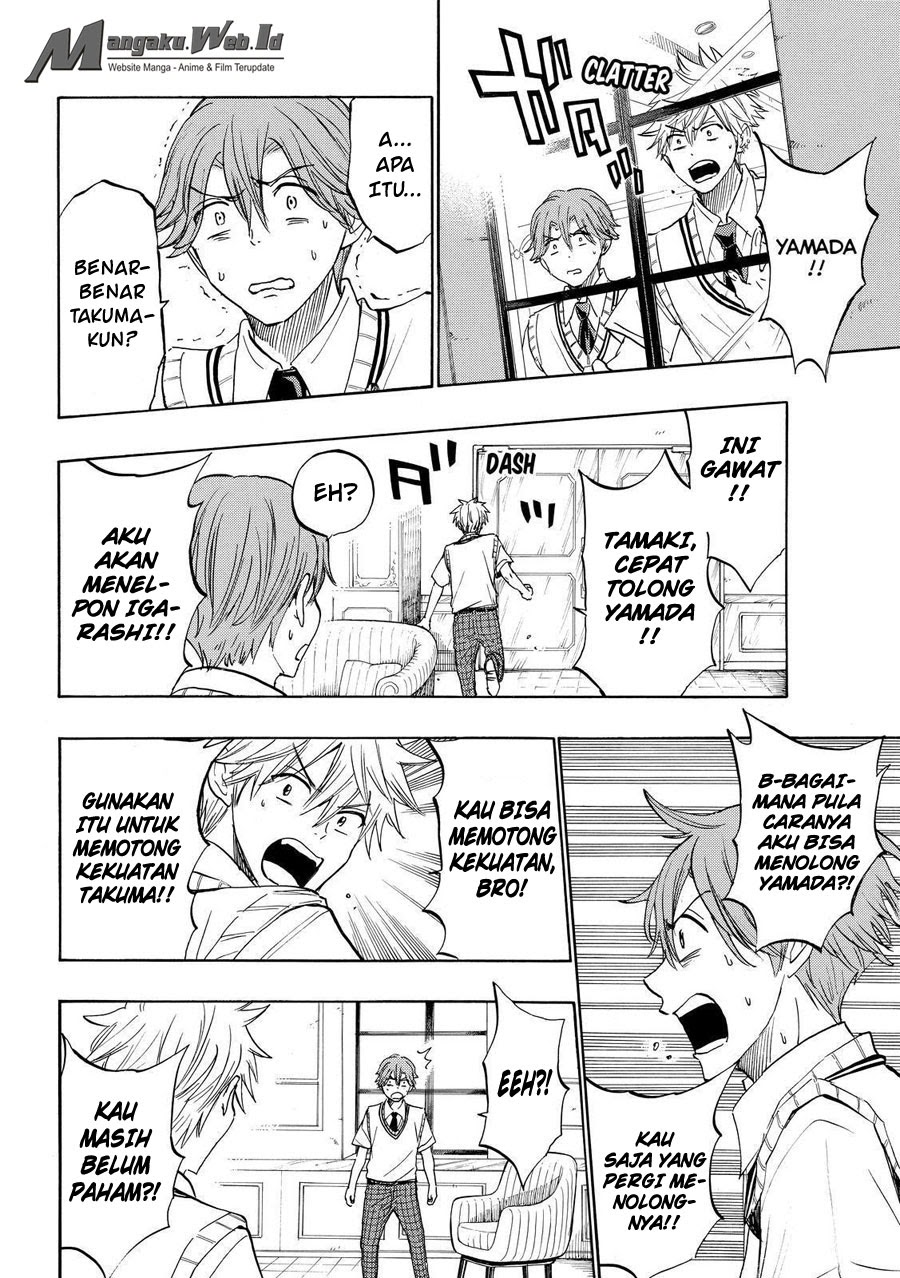 Mangaku.Web.Id
Website Manga - Anime & Film Terupdate
ガ
CLATTER
YAMADA
!!
A...
APA
ITU...
BENAR-
BENAR
TAKUMA-
KUN?
INI
GAWAT
!!
TAMAKI,
CEPAT
TOLONG
YAMADA
!!
DASH
ダッ
EH?
AKU
AKAN
MENEL-
PON IGA-
RASHI!!
B-BAGAI-
MANA PULA
CARANYA
AKU BISA
MENOLONG
YAMADA?!
KAU
SAJA YANG
PERGI ME-
NOLONG-
NYA!!
KAU BISA
MEMOTONG
KEKUATAN,
BRO!
GUNAKAN
ITU UNTUK
MEMOTONG
KEKUATAN
TAKUMA!!
EEH?!
KAU
MASIH
BELUM
PAHAM?!